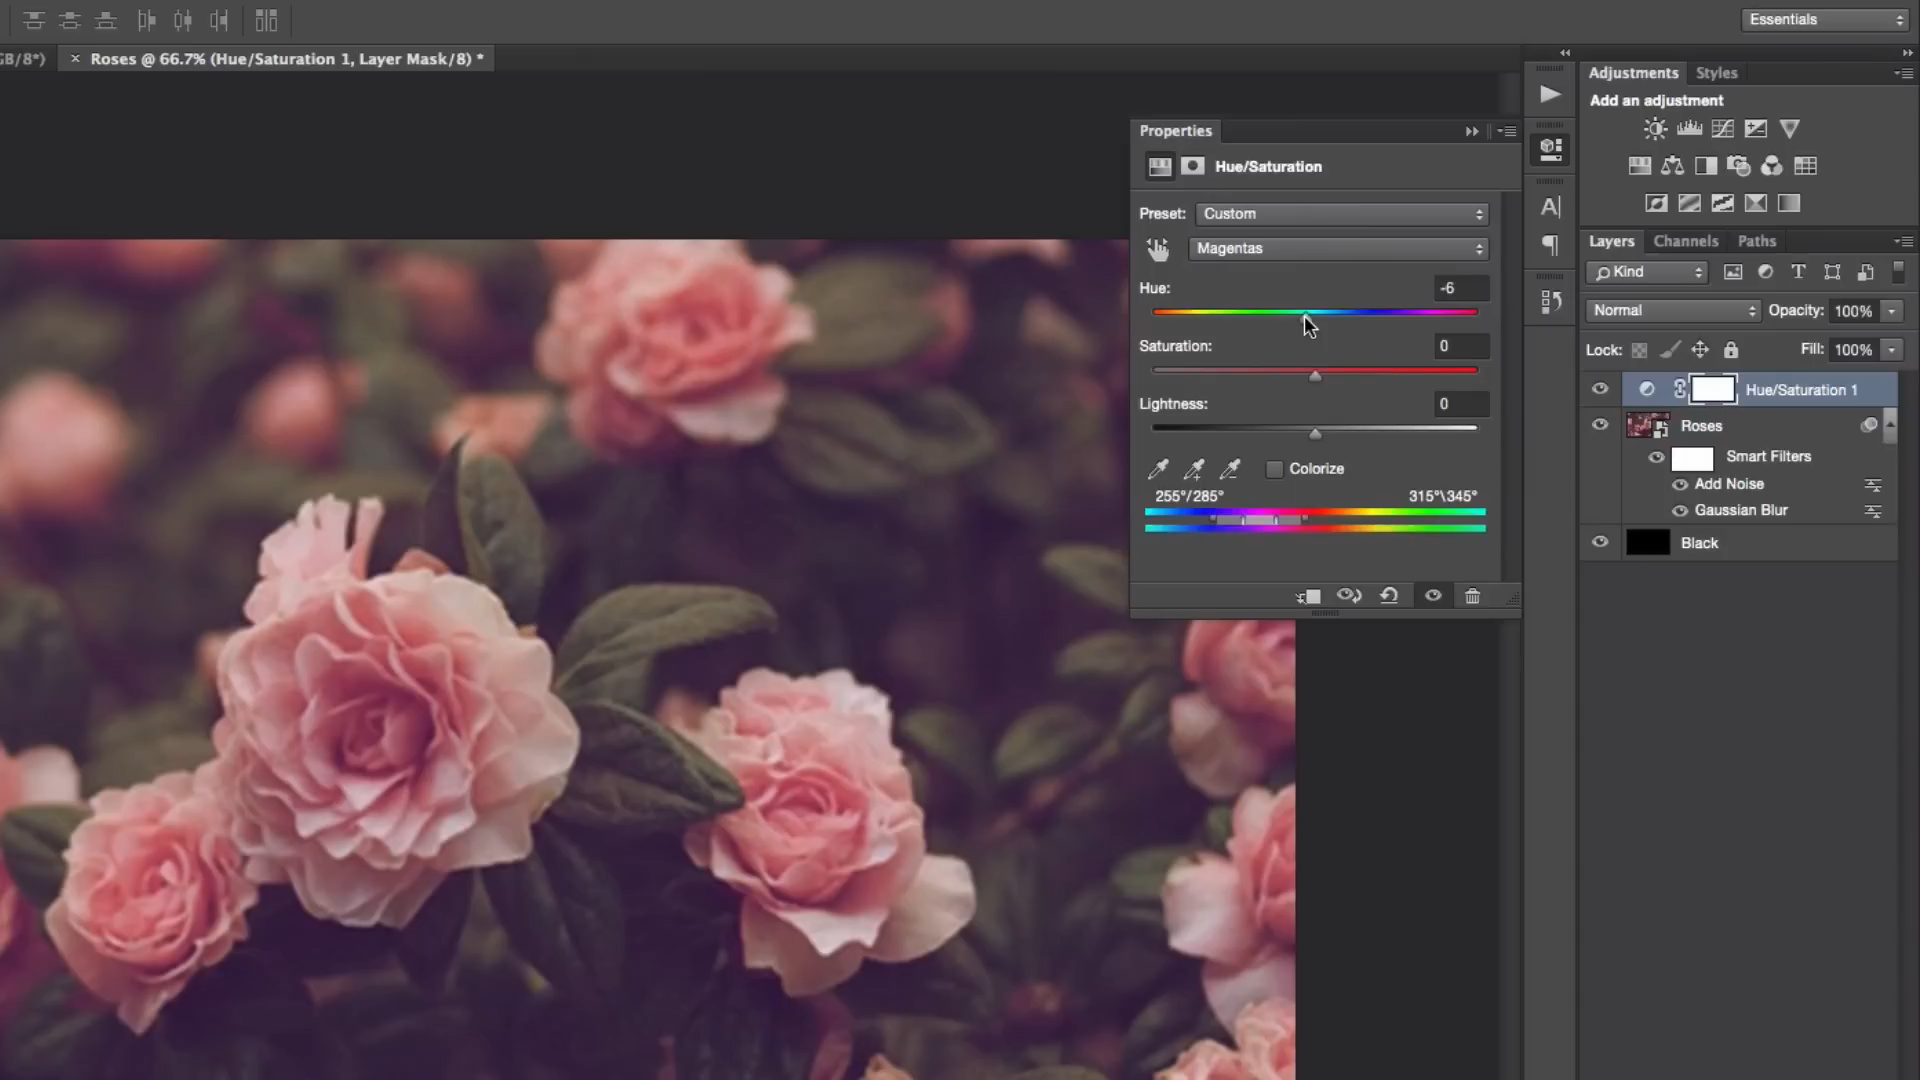 Essentials
GB/8*)
× Roses @ 66.7% (Hue/Saturation 1, Layer Mask/8) *
Adjustments Styles
Add an adjustment
Properties
Hue/Saturation
Preset: Custom
Magentas
Hue: -6
Saturation: 0
Lightness: 0
Colorize
255°/285° 315°\345°
Layers Channels Paths
Kind
Normal Opacity: 100%
Lock: Fill: 100%
Hue/Saturation 1
Roses
Smart Filters
Add Noise
Gaussian Blur
Black